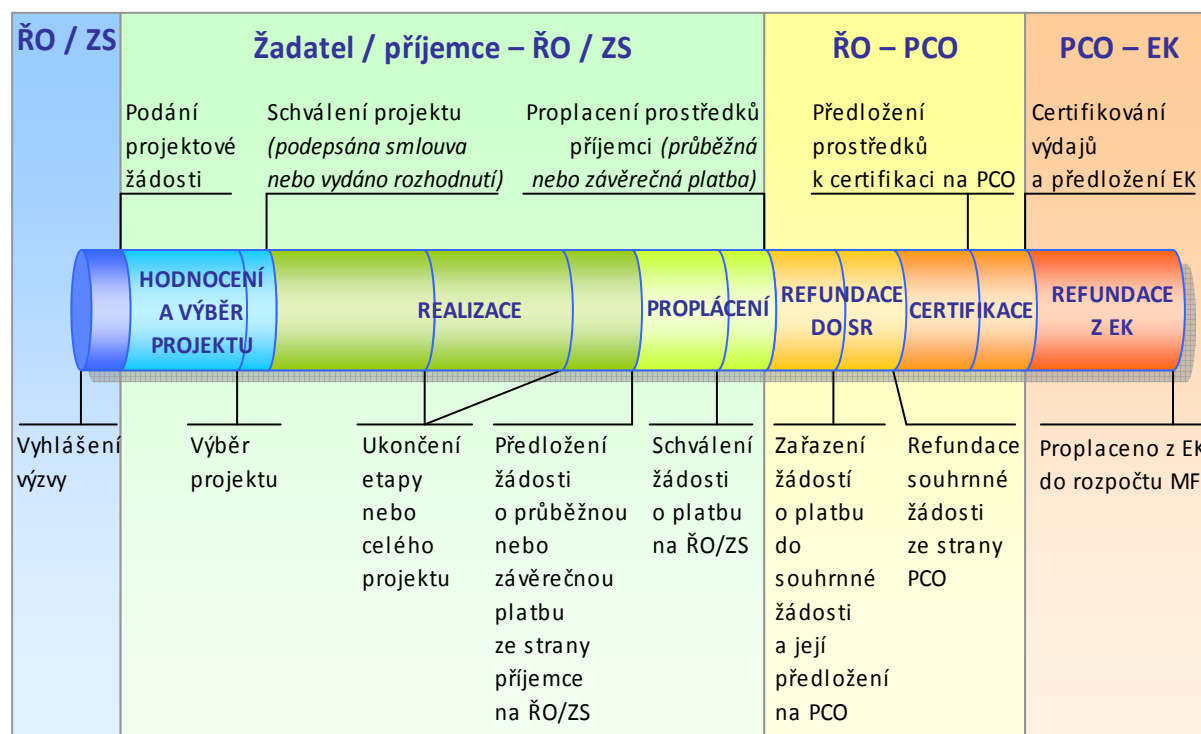 ŘO / ZS
Žadatel / příjemce – ŘO / ZS
ŘO – PCO
PCO – EK
Podání
projektové
žádosti
Schválení projektu
(podepsána smlouva
nebo vydáno rozhodnutí)
Proplacení prostředků
příjemci (průběžná
nebo závěrečná platba)
Předložení
prostředků
k certifikaci na PCO
Certifikování
výdajů
a předložení EK
HODNOCENÍ
A VÝBĚR
PROJEKTU
REALIZACE
PROPLÁCENÍ
REFUNDACE
DO SR
CERTIFIKACE
REFUNDACE
Z EK
Vyhlášení
výzvy
Výběr
projektu
Ukončení
etapy
nebo
celého
projektu
Předložení
žádosti
o průběžnou
nebo
závěrečnou
platbu
ze strany
příjemce
na ŘO/ZS
Schválení
žádosti
o platbu
na ŘO/ZS
Zařazení
žádostí
o platbu
do
souhrnné
žádosti
a její
předložení
na PCO
Refundace
souhrnné
žádosti
ze strany
PCO
Proplaceno z EK
do rozpočtu MF